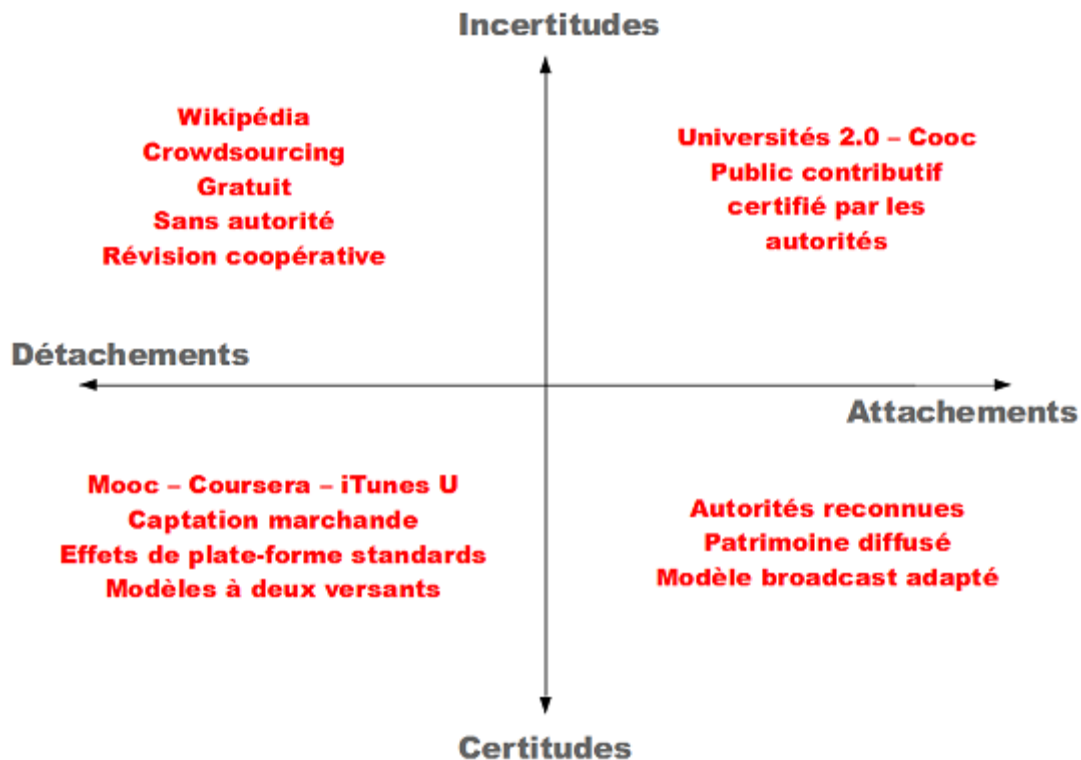 Incertitudes
Wikipédia
Crowdsourcing
Gratuit
Sans autorité
Révision coopérative
Universités 2.0 – Cooc
Public contributif
certifié par les
autorités
Détachements
Attachements
Mooc – Coursera – iTunes U
Captation marchande
Effets de plate-forme standards
Modèles à deux versants
Autorités reconnues
Patrimoine diffusé
Modèle broadcast adapté
Certitudes